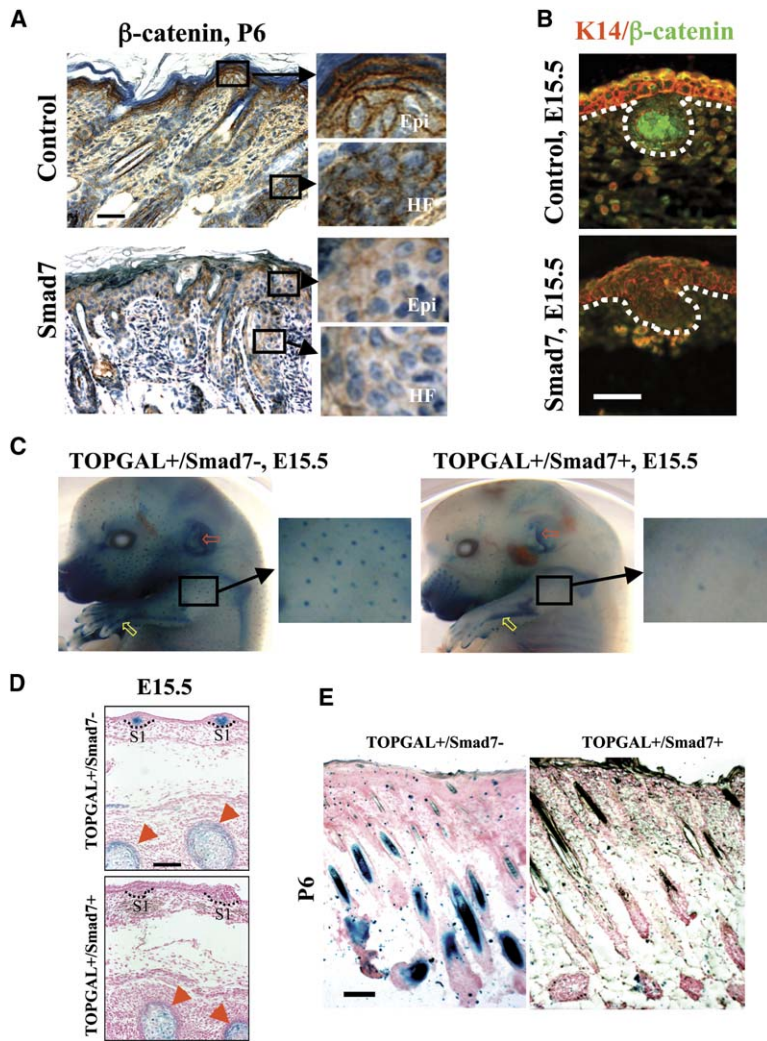 A
β-catenin, P6
Control
Epi
HF
Smad7
Epi
HF
B
K14/β-catenin
Control, E15.5
Smad7, E15.5
C
TOPGAL+/Smad7-, E15.5
TOPGAL+/Smad7+, E15.5
D
E15.5
TOPGAL+/Smad7-
S1
S1
TOPGAL+/Smad7+
S1
S1
E
TOPGAL+/Smad7-
TOPGAL+/Smad7+
P6